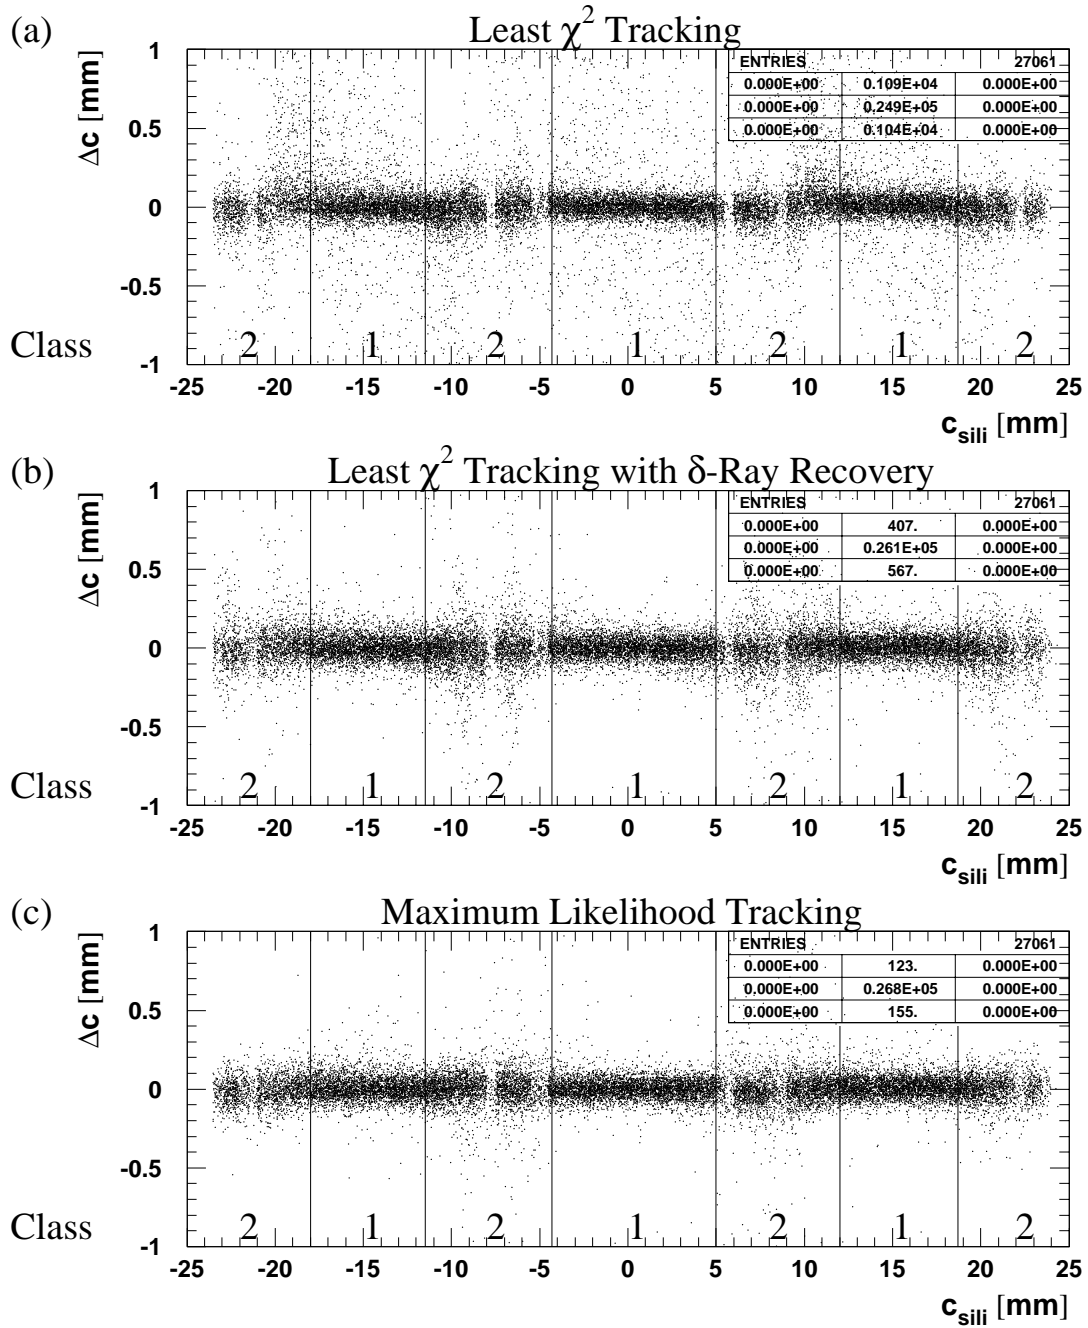 (a) Least χ² Tracking
Δc [mm]
1
0.5
0
-0.5
-1
ENTRIES 27061
0.000E+00 0.109E+04 0.000E+00
0.000E+00 0.249E+05 0.000E+00
0.000E+00 0.104E+04 0.000E+00
Class 2 1 2 1 2 1 2
-25 -20 -15 -10 -5 0 5 10 15 20 25
c_sili [mm]
(b) Least χ² Tracking with δ-Ray Recovery
Δc [mm]
1
0.5
0
-0.5
-1
ENTRIES 27061
0.000E+00 407. 0.000E+00
0.000E+00 0.261E+05 0.000E+00
0.000E+00 567. 0.000E+00
Class 2 1 2 1 2 1 2
-25 -20 -15 -10 -5 0 5 10 15 20 25
c_sili [mm]
(c) Maximum Likelihood Tracking
Δc [mm]
1
0.5
0
-0.5
-1
ENTRIES 27061
0.000E+00 123. 0.000E+00
0.000E+00 0.268E+05 0.000E+00
0.000E+00 155. 0.000E+00
Class 2 1 2 1 2 1 2
-25 -20 -15 -10 -5 0 5 10 15 20 25
c_sili [mm]